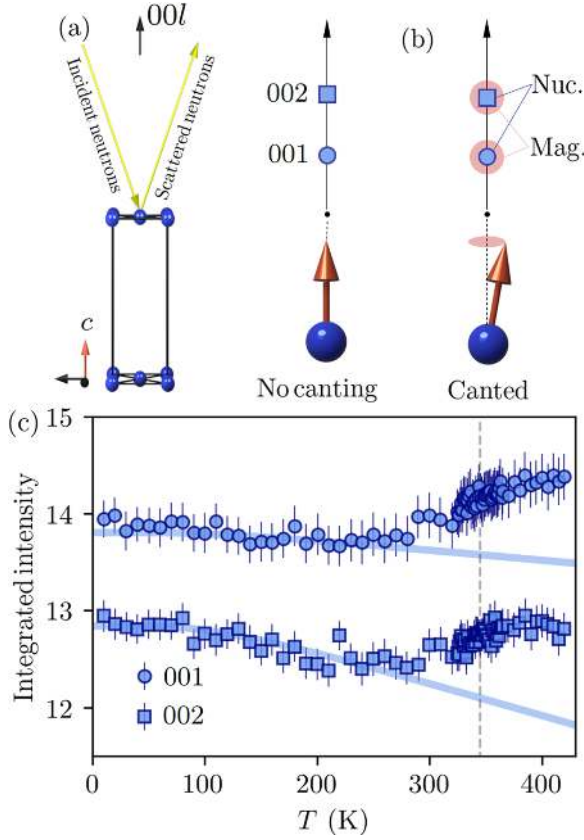 (a)
00l
Incident neutrons
Scattered neutrons
c
002
001
No canting
(b)
Nuc.
Mag.
Canted
(c)
Integrated intensity
15
14
13
12
001
002
0
100
200
300
400
T (K)